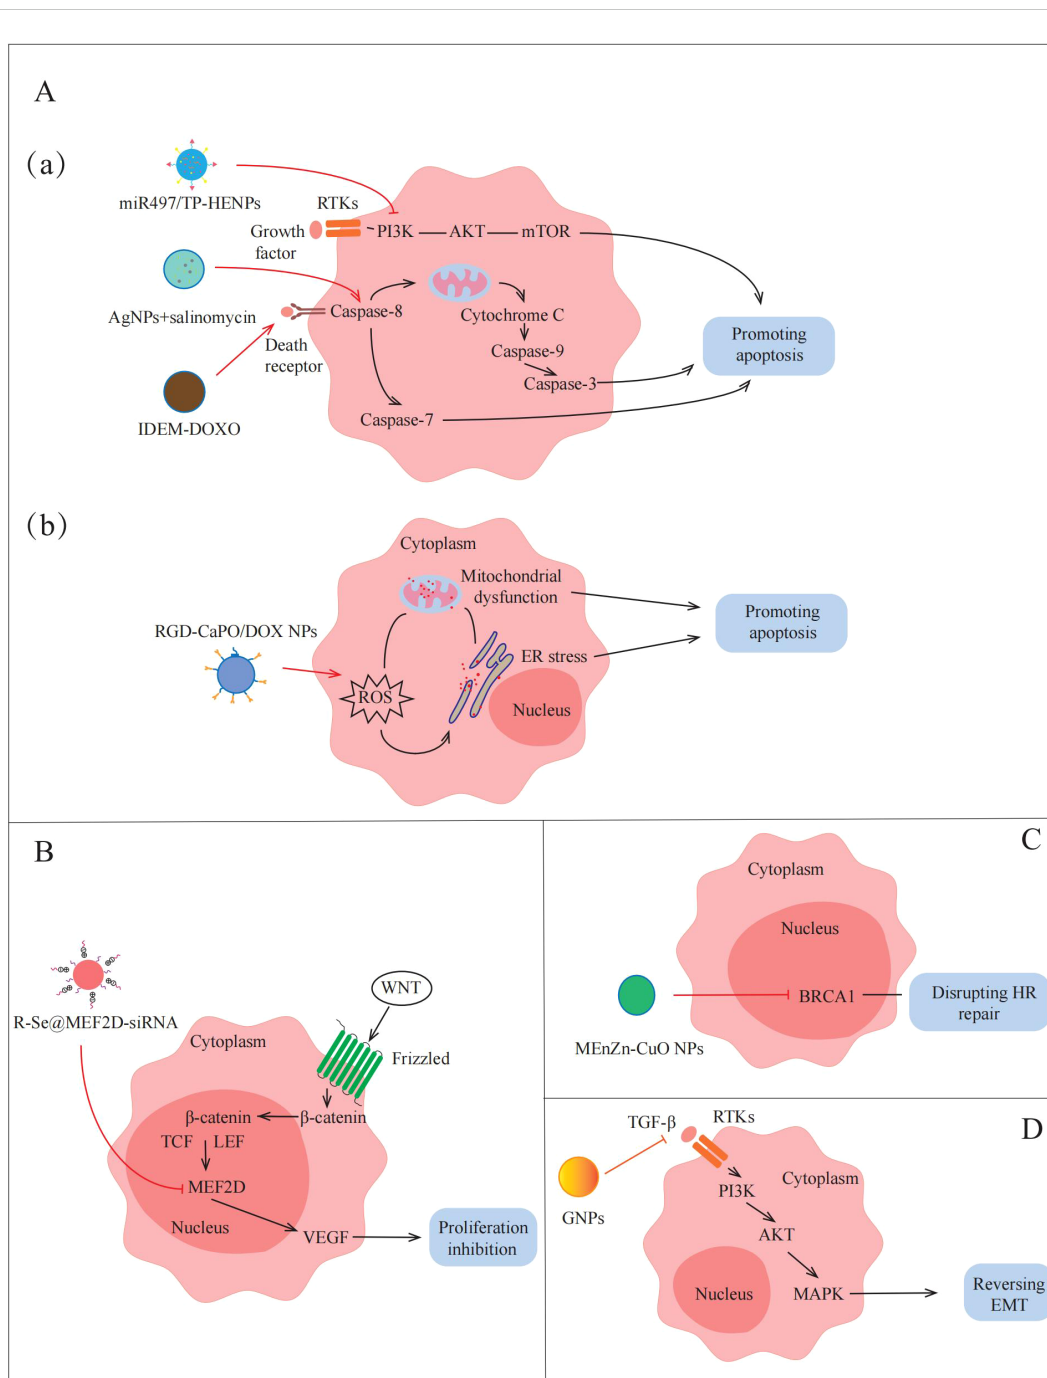 A
(a)
miR497/TP-HENPs
RTKs
Growth
factor
PI3K
AKT
mTOR
AgNPs+salinomycin
Caspase-8
Cytochrome C
Death
receptor
Caspase-9
Caspase-3
Promoting
apoptosis
IDEM-DOXO
Caspase-7
(b)
Cytoplasm
Mitochondrial
dysfunction
RGD-CaPO/DOX NPs
ER stress
ROS
Nucleus
Promoting
apoptosis
B
R-Se@MEF2D-siRNA
Cytoplasm
WNT
Frizzled
β-catenin
β-catenin
TCF
LEF
MEF2D
Nucleus
VEGF
Proliferation
inhibition
C
Cytoplasm
Nucleus
BRCA1
MEnZn-CuO NPs
Disrupting HR
repair
D
TGF-β
RTKs
GNPs
Cytoplasm
PI3K
AKT
MAPK
Nucleus
Reversing
EMT